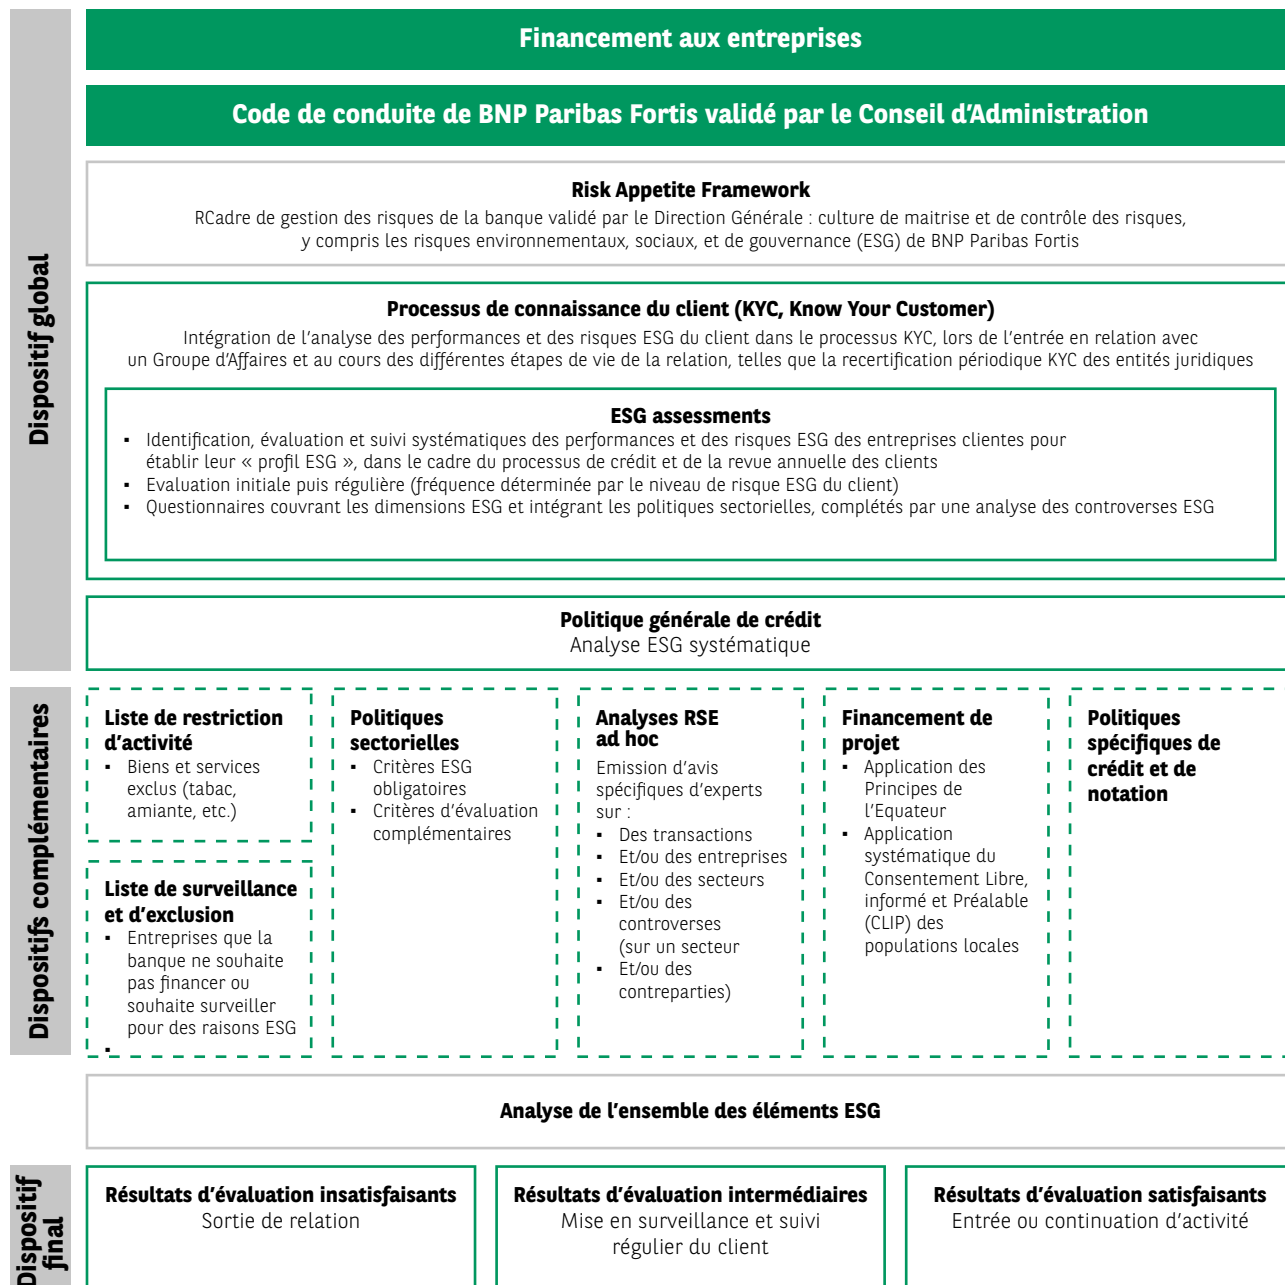 Financement aux entreprises
Code de conduite de BNP Paribas Fortis validé par le Conseil d'Administration
Dispositif global
Risk Appetite Framework
RCadre de gestion des risques de la banque validé par le Direction Générale : culture de maitrise et de contrôle des risques,
y compris les risques environnementaux, sociaux, et de gouvernance (ESG) de BNP Paribas Fortis
Processus de connaissance du client (KYC, Know Your Customer)
Intégration de l'analyse des performances et des risques ESG du client dans le processus KYC, lors de l'entrée en relation avec
un Groupe d'Affaires et au cours des différentes étapes de vie de la relation, telles que la recertification périodique KYC des entités juridiques
ESG assessments
▪ Identification, évaluation et suivi systématiques des performances et des risques ESG des entreprises clientes pour
établir leur « profil ESG », dans le cadre du processus de crédit et de la revue annuelle des clients
▪ Evaluation initiale puis régulière (fréquence déterminée par le niveau de risque ESG du client)
▪ Questionnaires couvrant les dimensions ESG et intégrant les politiques sectorielles, complétés par une analyse des controverses ESG
Politique générale de crédit
Analyse ESG systématique
Dispositifs complémentaires
Liste de restriction
d'activité
▪ Biens et services
exclus (tabac,
amiante, etc.)
Liste de surveillance
et d'exclusion
▪ Entreprises que la
banque ne souhaite
pas financer ou
souhaite surveiller
pour des raisons ESG
▪
Politiques
sectorielles
▪ Critères ESG
obligatoires
▪ Critères d'évaluation
complémentaires
Analyses RSE
ad hoc
Emission d'avis
spécifiques d'experts
sur :
▪ Des transactions
▪ Et/ou des entreprises
▪ Et/ou des secteurs
▪ Et/ou des
controverses
(sur un secteur
▪ Et/ou des
contreparties)
Financement de
projet
▪ Application des
Principes de
l'Equateur
▪ Application
systématique du
Consentement Libre,
informé et Préalable
(CLIP) des
populations locales
Politiques
spécifiques de
crédit et de
notation
Analyse de l'ensemble des éléments ESG
Dispositif
final
Résultats d'évaluation insatisfaisants
Sortie de relation
Résultats d'évaluation intermédiaires
Mise en surveillance et suivi
régulier du client
Résultats d'évaluation satisfaisants
Entrée ou continuation d'activité